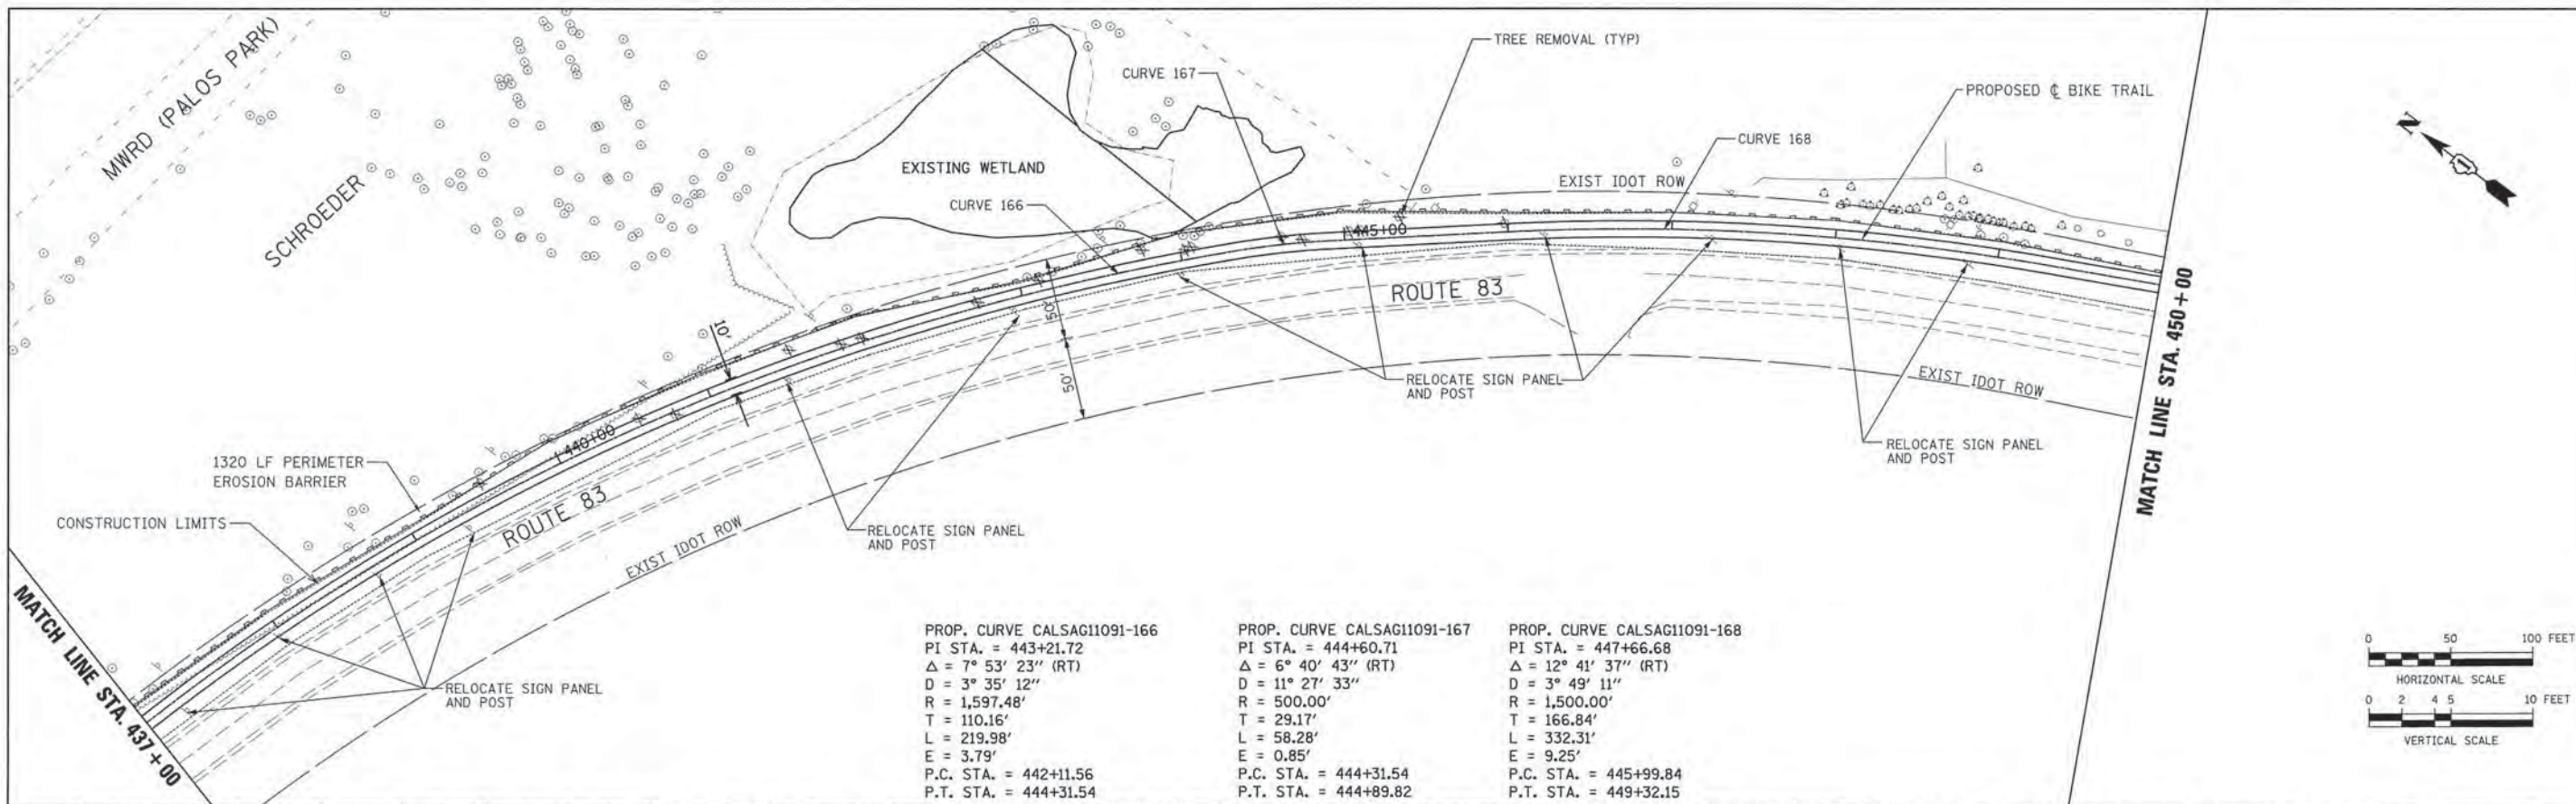 MWRD (PALOS PARK)
SCHROEDER
TREE REMOVAL (TYP)
CURVE 167
PROPOSED ℄ BIKE TRAIL
CURVE 168
N
EXISTING WETLAND
EXIST IDOT ROW
CURVE 166
445+00
ROUTE 83
50'
10'
50'
RELOCATE SIGN PANEL
AND POST
EXIST IDOT ROW
MATCH LINE STA. 450+00
440+00
RELOCATE SIGN PANEL
AND POST
1320 LF PERIMETER
EROSION BARRIER
CONSTRUCTION LIMITS
ROUTE 83
RELOCATE SIGN PANEL
AND POST
EXIST IDOT ROW
MATCH LINE STA. 437+00
RELOCATE SIGN PANEL
AND POST
PROP. CURVE CALSAG11091-166
PI STA. = 443+21.72
Δ = 7° 53' 23'' (RT)
D = 3° 35' 12''
R = 1,597.48'
T = 110.16'
L = 219.98'
E = 3.79'
P.C. STA. = 442+11.56
P.T. STA. = 444+31.54
PROP. CURVE CALSAG11091-167
PI STA. = 444+60.71
Δ = 6° 40' 43'' (RT)
D = 11° 27' 33''
R = 500.00'
T = 29.17'
L = 58.28'
E = 0.85'
P.C. STA. = 444+31.54
P.T. STA. = 444+89.82
PROP. CURVE CALSAG11091-168
PI STA. = 447+66.68
Δ = 12° 41' 37'' (RT)
D = 3° 49' 11''
R = 1,500.00'
T = 166.84'
L = 332.31'
E = 9.25'
P.C. STA. = 445+99.84
P.T. STA. = 449+32.15
0 50 100 FEET
HORIZONTAL SCALE
0 2 4 5 10 FEET
VERTICAL SCALE